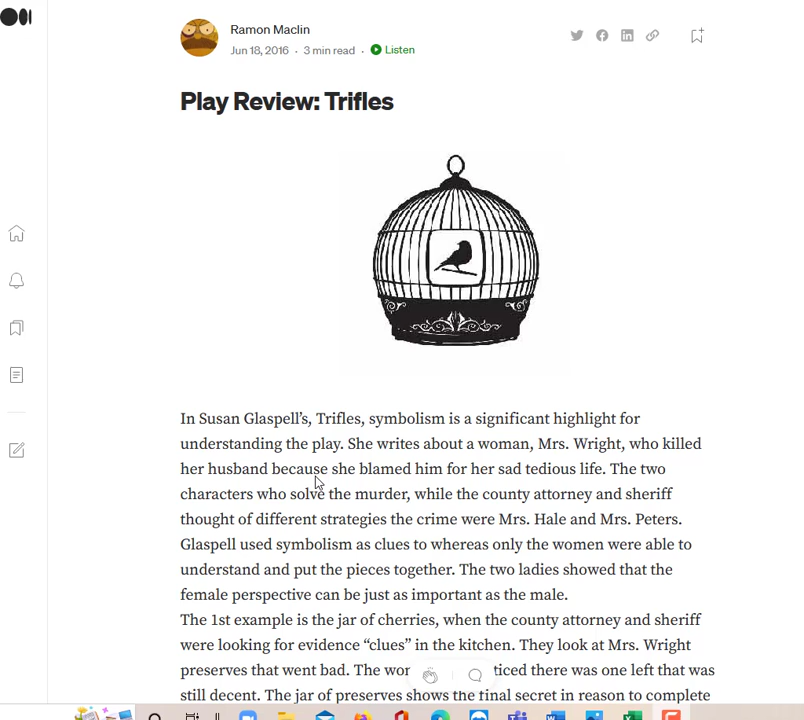 Ramon Maclin
Jun 18, 2016 · 3 min read · Listen
Play Review: Trifles
In Susan Glaspell's, Trifles, symbolism is a significant highlight for
understanding the play. She writes about a woman, Mrs. Wright, who killed
her husband because she blamed him for her sad tedious life. The two
characters who solve the murder, while the county attorney and sheriff
thought of different strategies the crime were Mrs. Hale and Mrs. Peters.
Glaspell used symbolism as clues to whereas only the women were able to
understand and put the pieces together. The two ladies showed that the
female perspective can be just as important as the male.
The 1st example is the jar of cherries, when the county attorney and sheriff
were looking for evidence “clues” in the kitchen. They look at Mrs. Wright
preserves that went bad. The there was one left that was
still decent. The jar of preserves shows the final secret in reason to complete